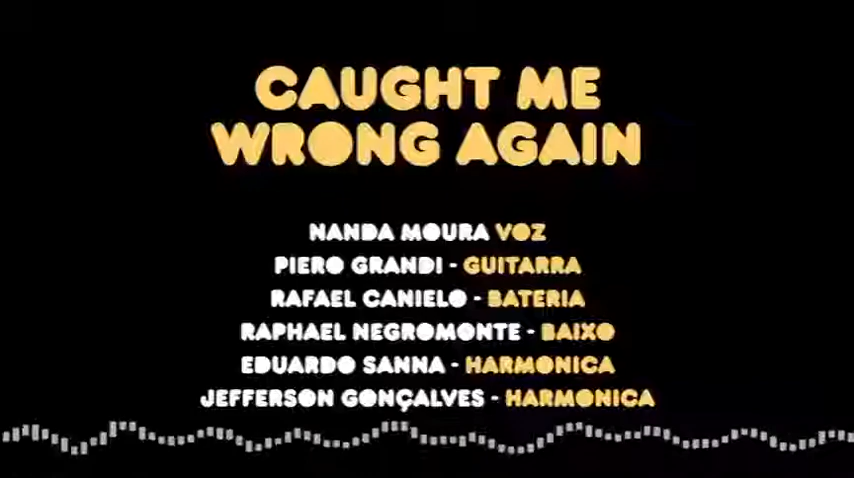 CAUGHT ME
WRONG AGAIN
NANDA MOURA VOZ
PIERO GRANDI - GUITARRA
RAFAEL CANIELO - BATERIA
RAPHAEL NEGROMONTE - BAIXO
EDUARDO SANNA - HARMONICA
JEFFERSON GONÇALVES - HARMONICA